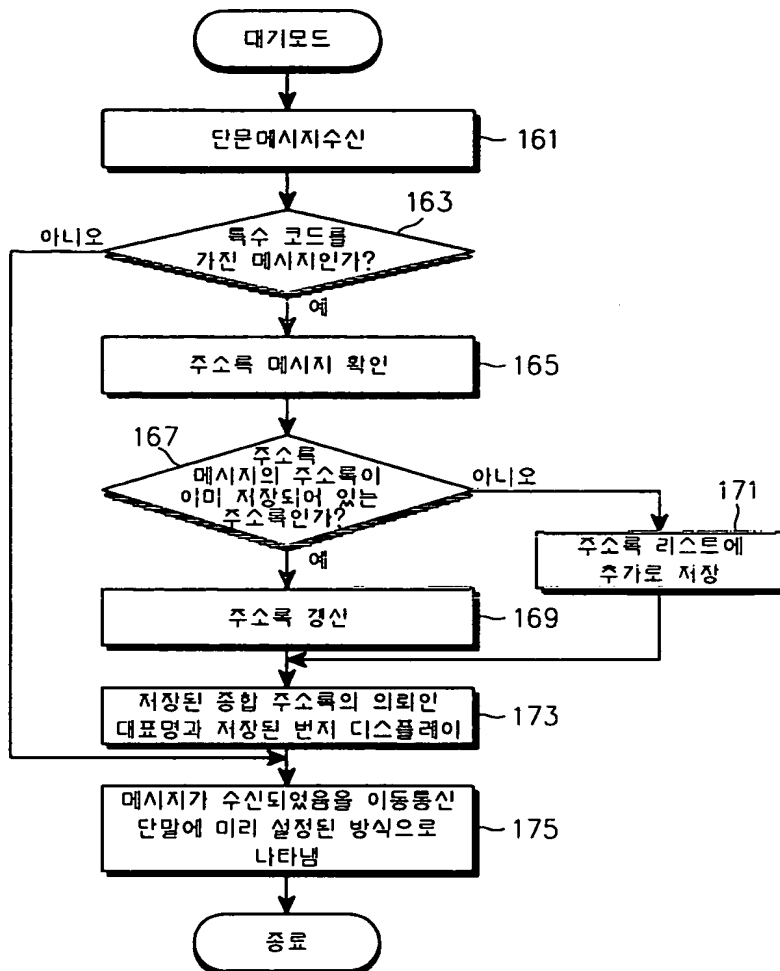 대기모드
단문메시지수신
161
163
특수 코드를
가진 메시지인가?
아니오
예
주소록 메시지 확인
165
167
주소록
메시지의 주소록이
이미 저장되어 있는
주소록인가?
아니오
예
171
주소록 리스트에
추가로 저장
주소록 갱신
169
저장된 종합 주소록의 의뢰인
대표명과 저장된 번지 디스플레이
173
메시지가 수신되었음을 이동통신
단말에 미리 설정된 방식으로
나타냄
175
종료